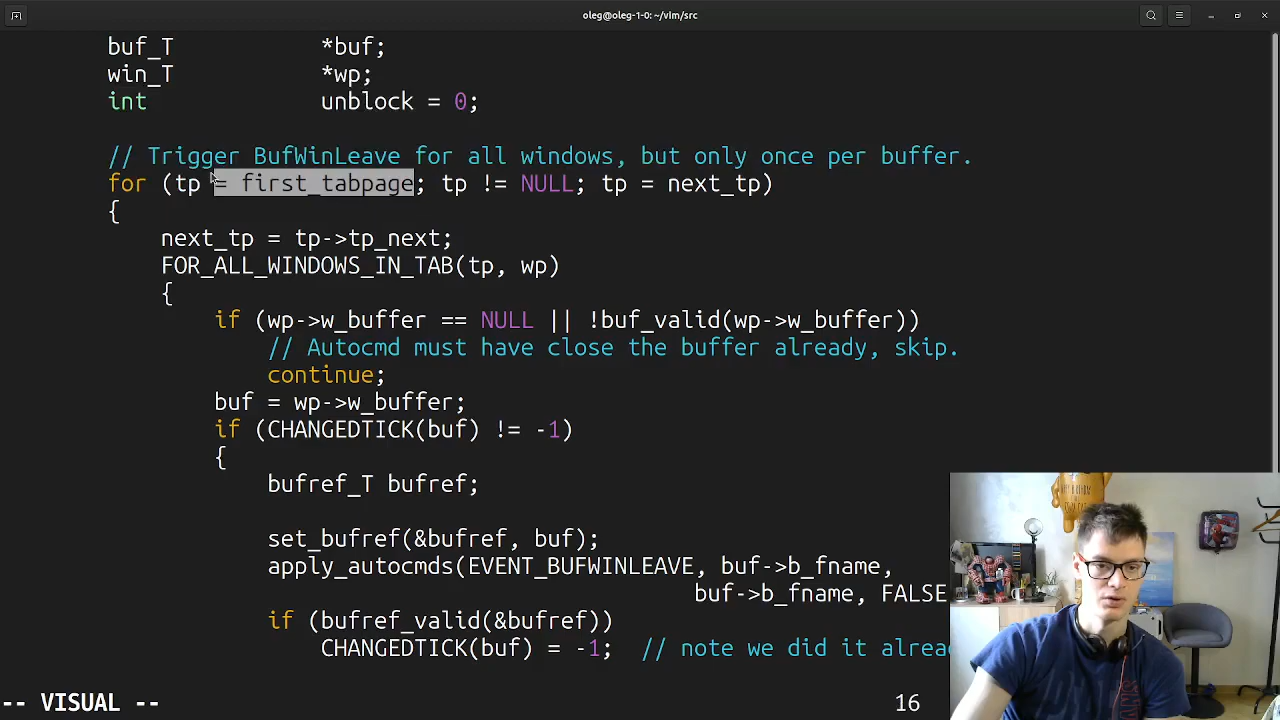 oleg@oleg-1-0:~/vim/src
buf_T *buf;
win_T *wp;
int unblock = 0;
// Trigger BufWinLeave for all windows, but only once per buffer.
for (tp = first_tabpage; tp != NULL; tp = next_tp)
{
next_tp = tp->tp_next;
FOR_ALL_WINDOWS_IN_TAB(tp, wp)
{
if (wp->w_buffer == NULL || !buf_valid(wp->w_buffer))
// Autocmd must have close the buffer already, skip.
continue;
buf = wp->w_buffer;
if (CHANGEDTICK(buf) != -1)
{
bufref_T bufref;
set_bufref(&bufref, buf);
apply_autocmds(EVENT_BUFWINLEAVE, buf->b_fname,
buf->b_fname, FALSE
if (bufref_valid(&bufref))
CHANGEDTICK(buf) = -1; // note we did it alrea
-- VISUAL -- 16